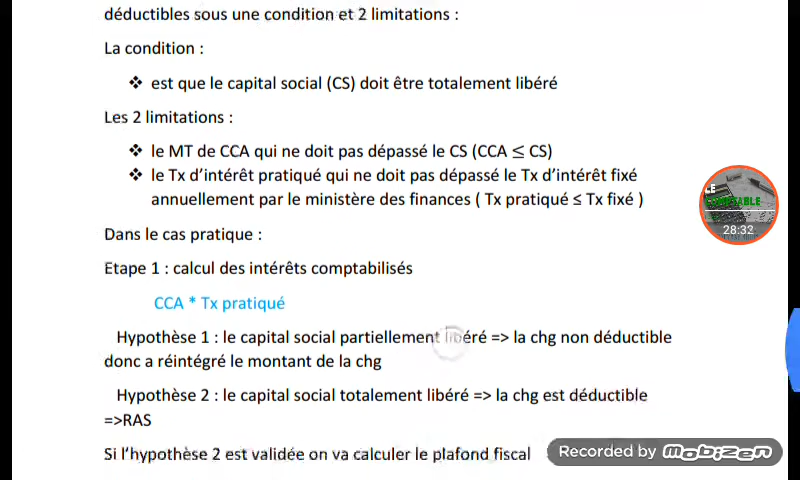 déductibles sous une condition et 2 limitations :
La condition :
❖ est que le capital social (CS) doit être totalement libéré
Les 2 limitations :
❖ le MT de CCA qui ne doit pas dépassé le CS (CCA ≤ CS)
❖ le Tx d'intérêt pratiqué qui ne doit pas dépassé le Tx d'intérêt fixé
annuellement par le ministère des finances ( Tx pratiqué ≤ Tx fixé )
LE
COMPTABLE
28:32
Dans le cas pratique :
Etape 1 : calcul des intérêts comptabilisés
CCA * Tx pratiqué
Hypothèse 1 : le capital social partiellement libéré => la chg non déductible
donc a réintégré le montant de la chg
Hypothèse 2 : le capital social totalement libéré => la chg est déductible
=>RAS
Si l'hypothèse 2 est validée on va calculer le plafond fiscal
Recorded by mobizen